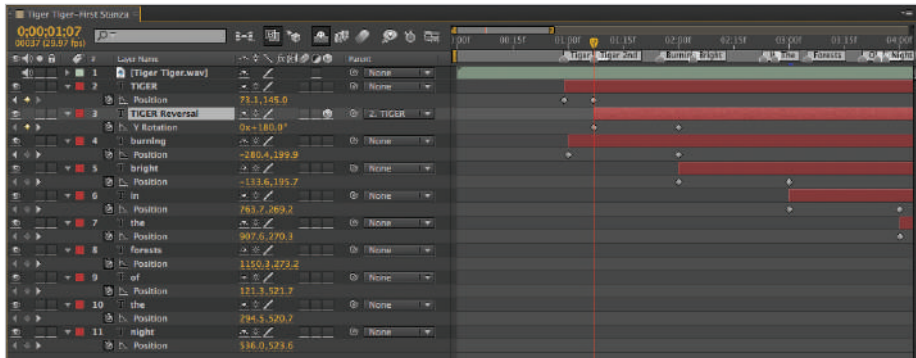 Tiger Tiger-First Stanza
0;00;01;07
00037 (29.97 fps)
:00f 00:15f 01:00f 01:15f 02:00f 02:15f 03:00f 03:15f 04:00f
# Layer Name Parent
Tiger Tiger 2nd Burnin Bright The Forests Of Night
1 [Tiger Tiger.wav] None
2 T TIGER None
Position 73.1,145.0
3 T TIGER Reversal 2. TIGER
Y Rotation 0x+180.0°
4 T burning None
Position -280.4,199.9
5 T bright None
Position -133.6,195.7
6 T in None
Position 763.7,269.2
7 T the None
Position 907.6,270.3
8 T forests None
Position 1150.3,273.2
9 T of None
Position 121.3,521.7
10 T the None
Position 294.5,520.7
11 T night None
Position 536.0,523.6